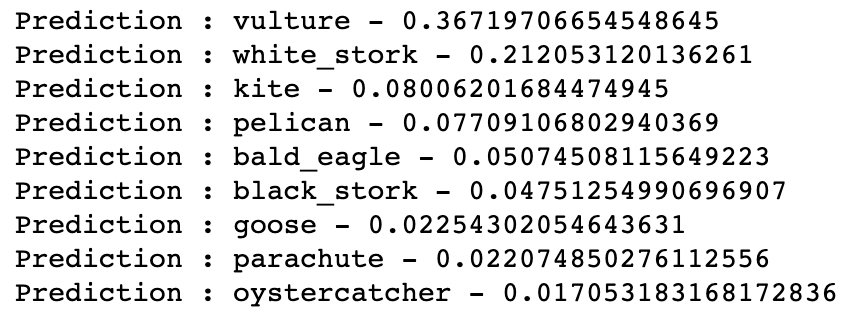 Prediction : vulture - 0.36719706654548645
Prediction : white_stork - 0.212053120136261
Prediction : kite - 0.08006201684474945
Prediction : pelican - 0.07709106802940369
Prediction : bald_eagle - 0.05074508115649223
Prediction : black_stork - 0.04751254990696907
Prediction : goose - 0.02254302054643631
Prediction : parachute - 0.022074850276112556
Prediction : oystercatcher - 0.017053183168172836